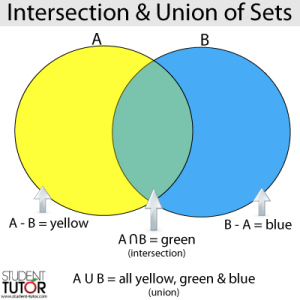 Intersection & Union of Sets
A B
A - B = yellow
B - A = blue
A ⋂ B = green
(intersection)
A U B = all yellow, green & blue
(union)
STUDENT
TUTOR
www.student-tutor.com